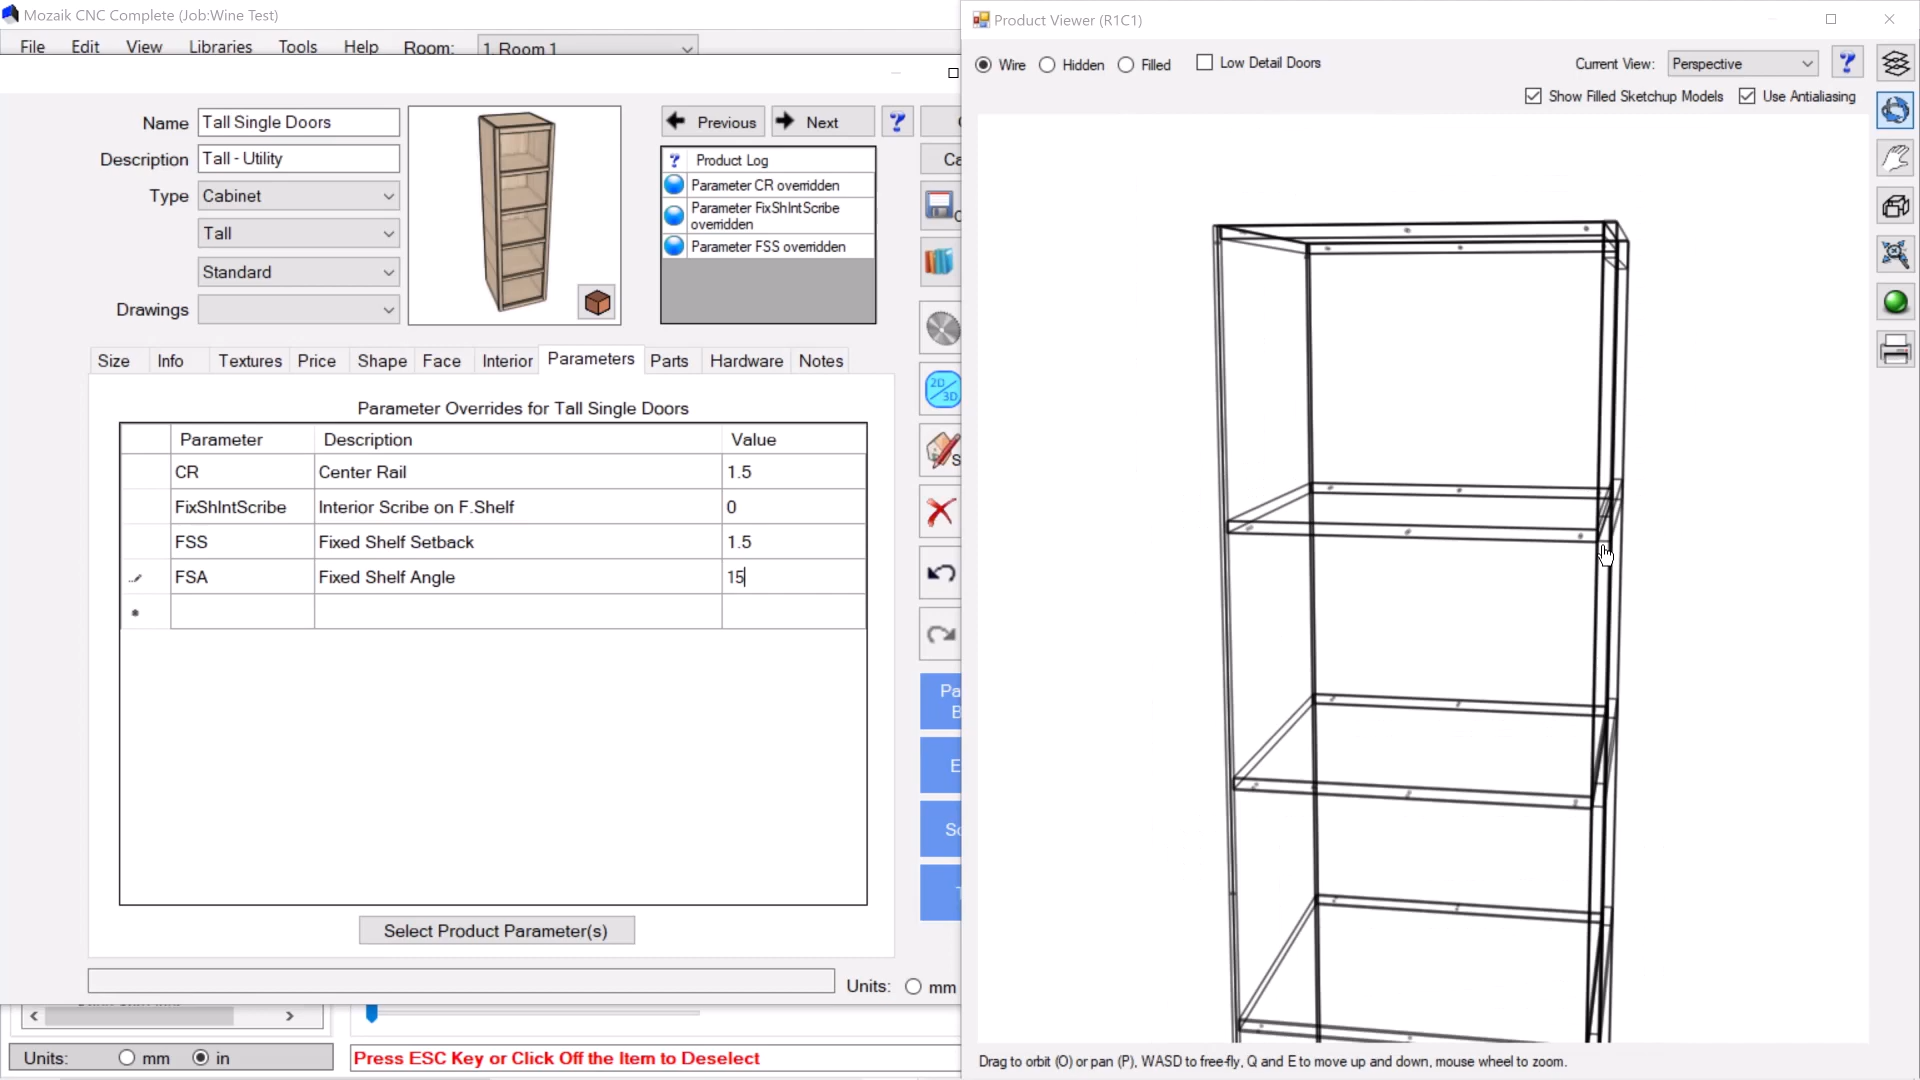 Mozaik CNC Complete (Job:Wine Test)
File Edit View Libraries Tools Help Room: 1. Room 1
Name Tall Single Doors
Description Tall - Utility
Type Cabinet
Tall
Standard
Drawings
Previous Next
Product Log
Parameter CR overridden
Parameter FixShIntScribe
overridden
Parameter FSS overridden
Ca
2D/3D
Size Info Textures Price Shape Face Interior Parameters Parts Hardware Notes
Parameter Overrides for Tall Single Doors
Parameter Description Value
CR Center Rail 1.5
FixShIntScribe Interior Scribe on F.Shelf 0
FSS Fixed Shelf Setback 1.5
FSA Fixed Shelf Angle 15
Select Product Parameter(s)
Units: mm
Units: mm in
Press ESC Key or Click Off the Item to Deselect
Product Viewer (R1C1)
Wire Hidden Filled Low Detail Doors
Current View: Perspective
Show Filled Sketchup Models Use Antialiasing
Drag to orbit (O) or pan (P), WASD to free-fly, Q and E to move up and down, mouse wheel to zoom.